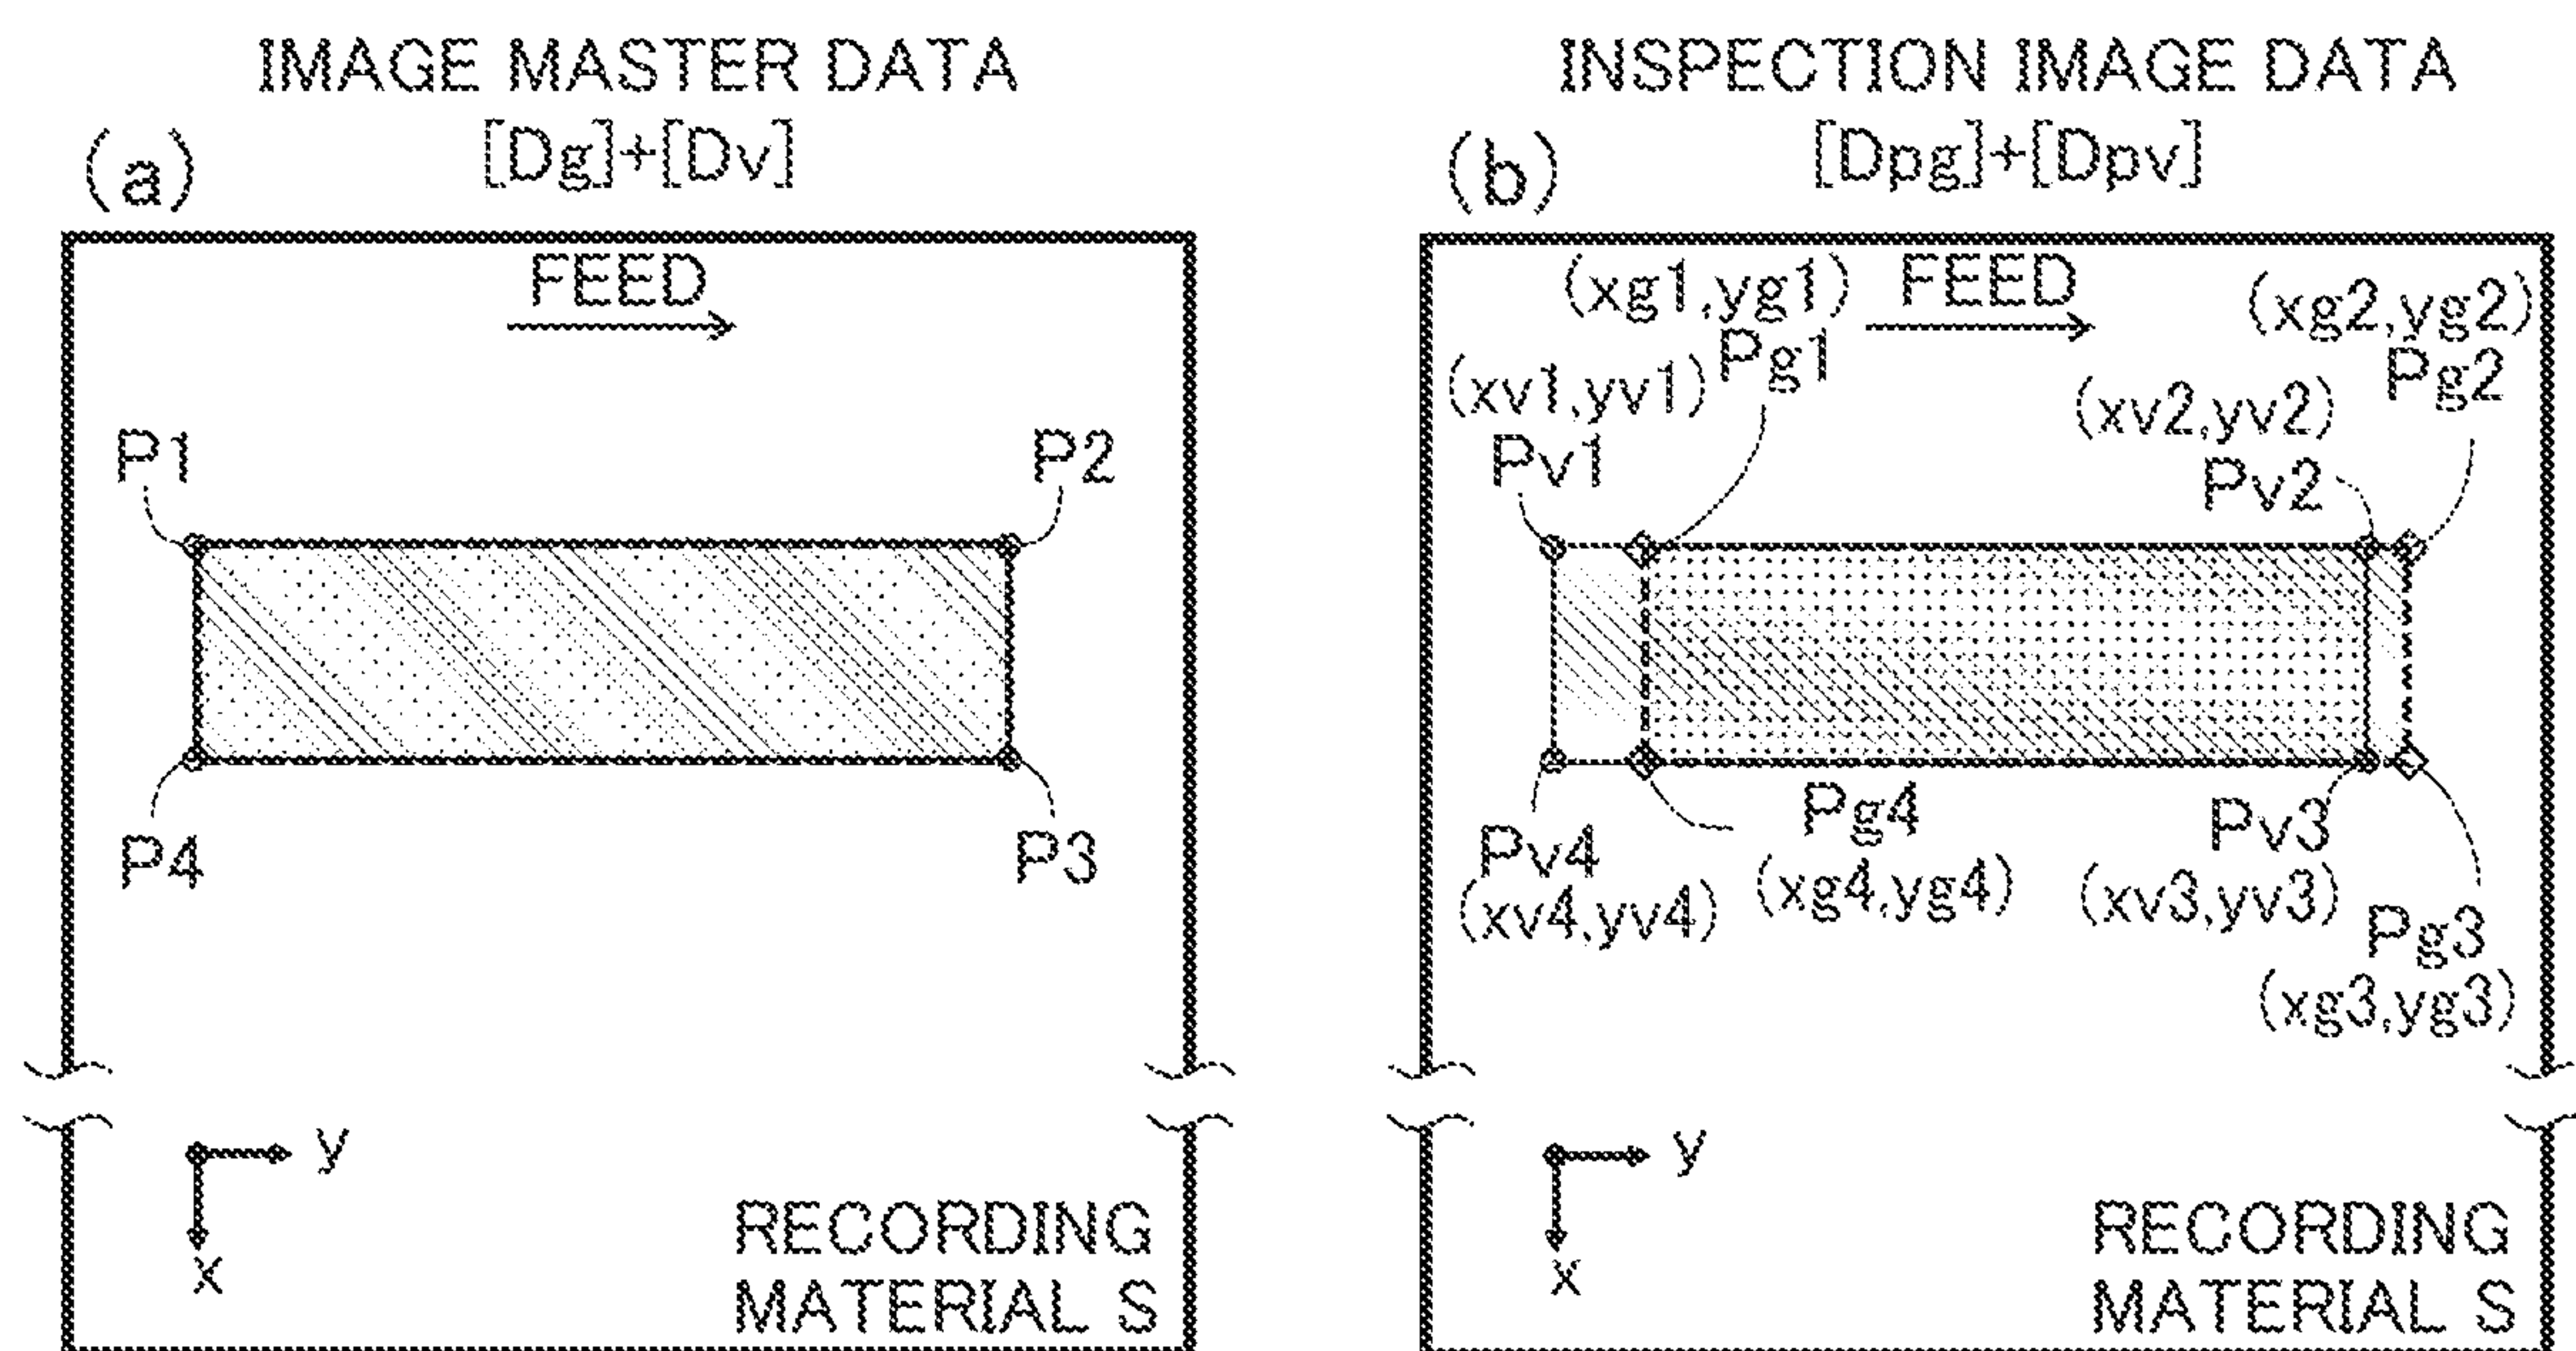 IMAGE MASTER DATA
[Dg]+[Dv]
(a)
FEED
P1
P2
P4
P3
y
x
RECORDING
MATERIAL S
INSPECTION IMAGE DATA
[Dpg]+[Dpv]
(b)
(xg1,yg1)
FEED
(xg2,yg2)
Pg1
Pg2
(xv1,yv1)
(xv2,yv2)
Pv1
Pv2
Pg4
Pv3
Pv4
(xg4,yg4)
(xv3,yv3)
(xv4,yv4)
Pg3
(xg3,yg3)
y
x
RECORDING
MATERIAL S